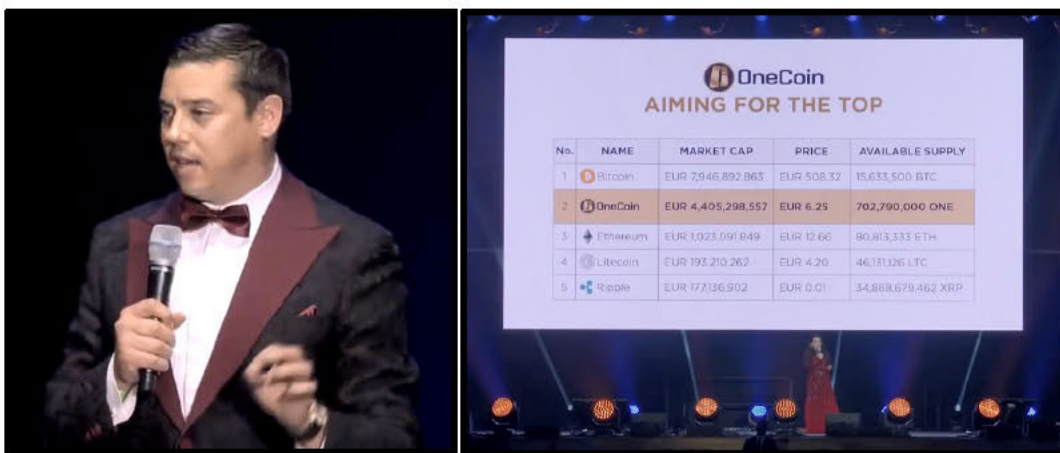 OneCoin
AIMING FOR THE TOP
No. NAME MARKET CAP PRICE AVAILABLE SUPPLY
1 Bitcoin EUR 7,946,892,863 EUR 508.32 15,633,500 BTC
2 OneCoin EUR 4,405,298,557 EUR 6.25 702,790,000 ONE
3 Ethereum EUR 1,023,091,849 EUR 12.66 80,813,333 ETH
4 Litecoin EUR 193,210,262 EUR 4.20 46,131,126 LTC
5 Ripple EUR 177,136,902 EUR 0.01 34,868,679,462 XRP